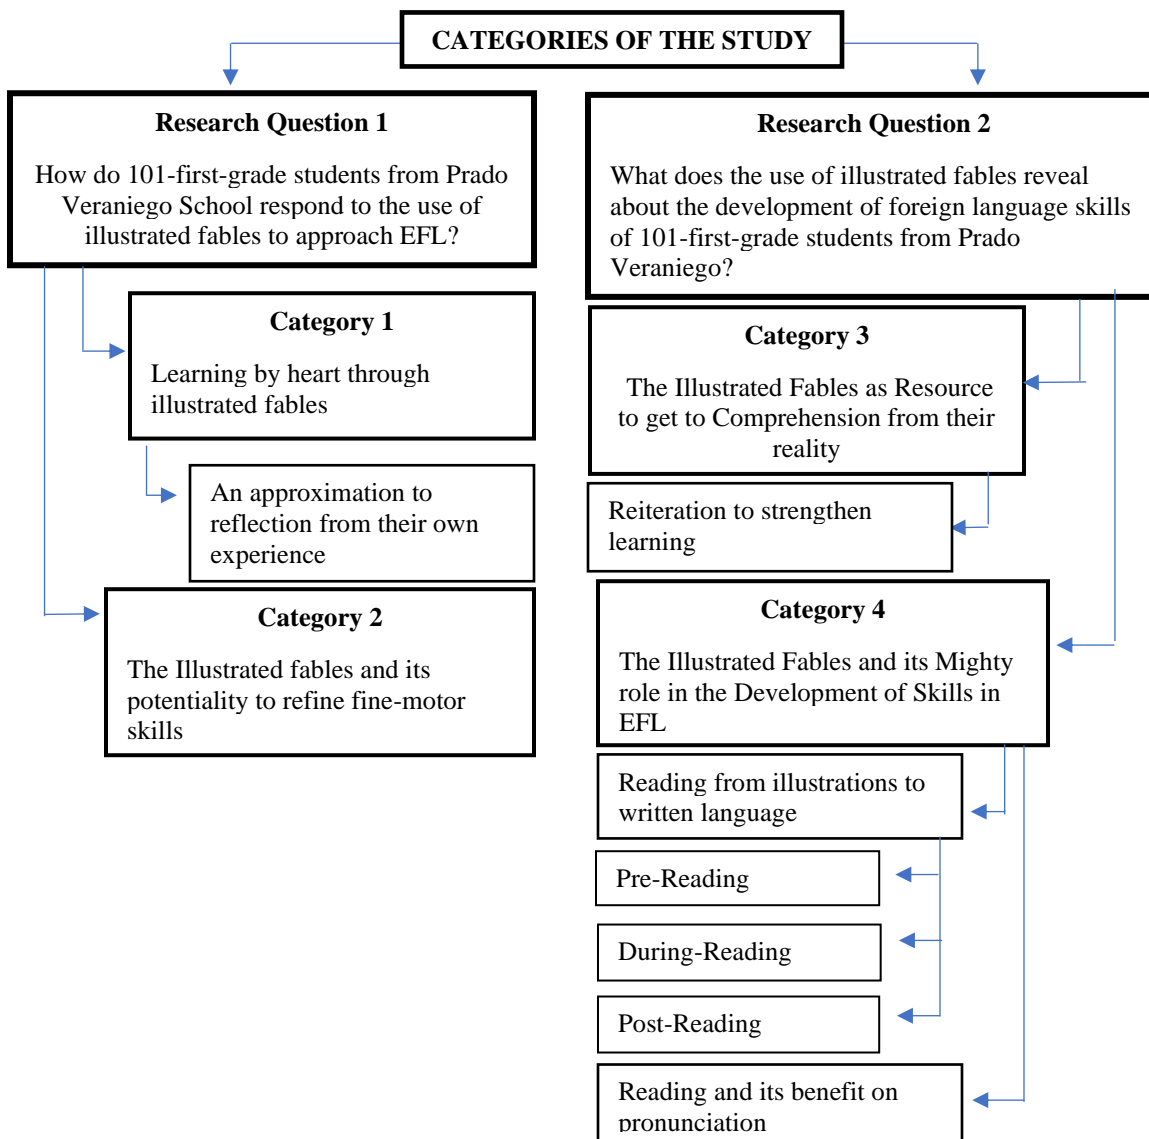 CATEGORIES OF THE STUDY
Research Question 1
How do 101-first-grade students from Prado
Veraniego School respond to the use of
illustrated fables to approach EFL?
Category 1
Learning by heart through
illustrated fables
An approximation to
reflection from their own
experience
Category 2
The Illustrated fables and its
potentiality to refine fine-motor
skills
Research Question 2
What does the use of illustrated fables reveal
about the development of foreign language skills
of 101-first-grade students from Prado
Veraniego?
Category 3
The Illustrated Fables as Resource
to get to Comprehension from their
reality
Reiteration to strengthen
learning
Category 4
The Illustrated Fables and its Mighty
role in the Development of Skills in
EFL
Reading from illustrations to
written language
Pre-Reading
During-Reading
Post-Reading
Reading and its benefit on
pronunciation